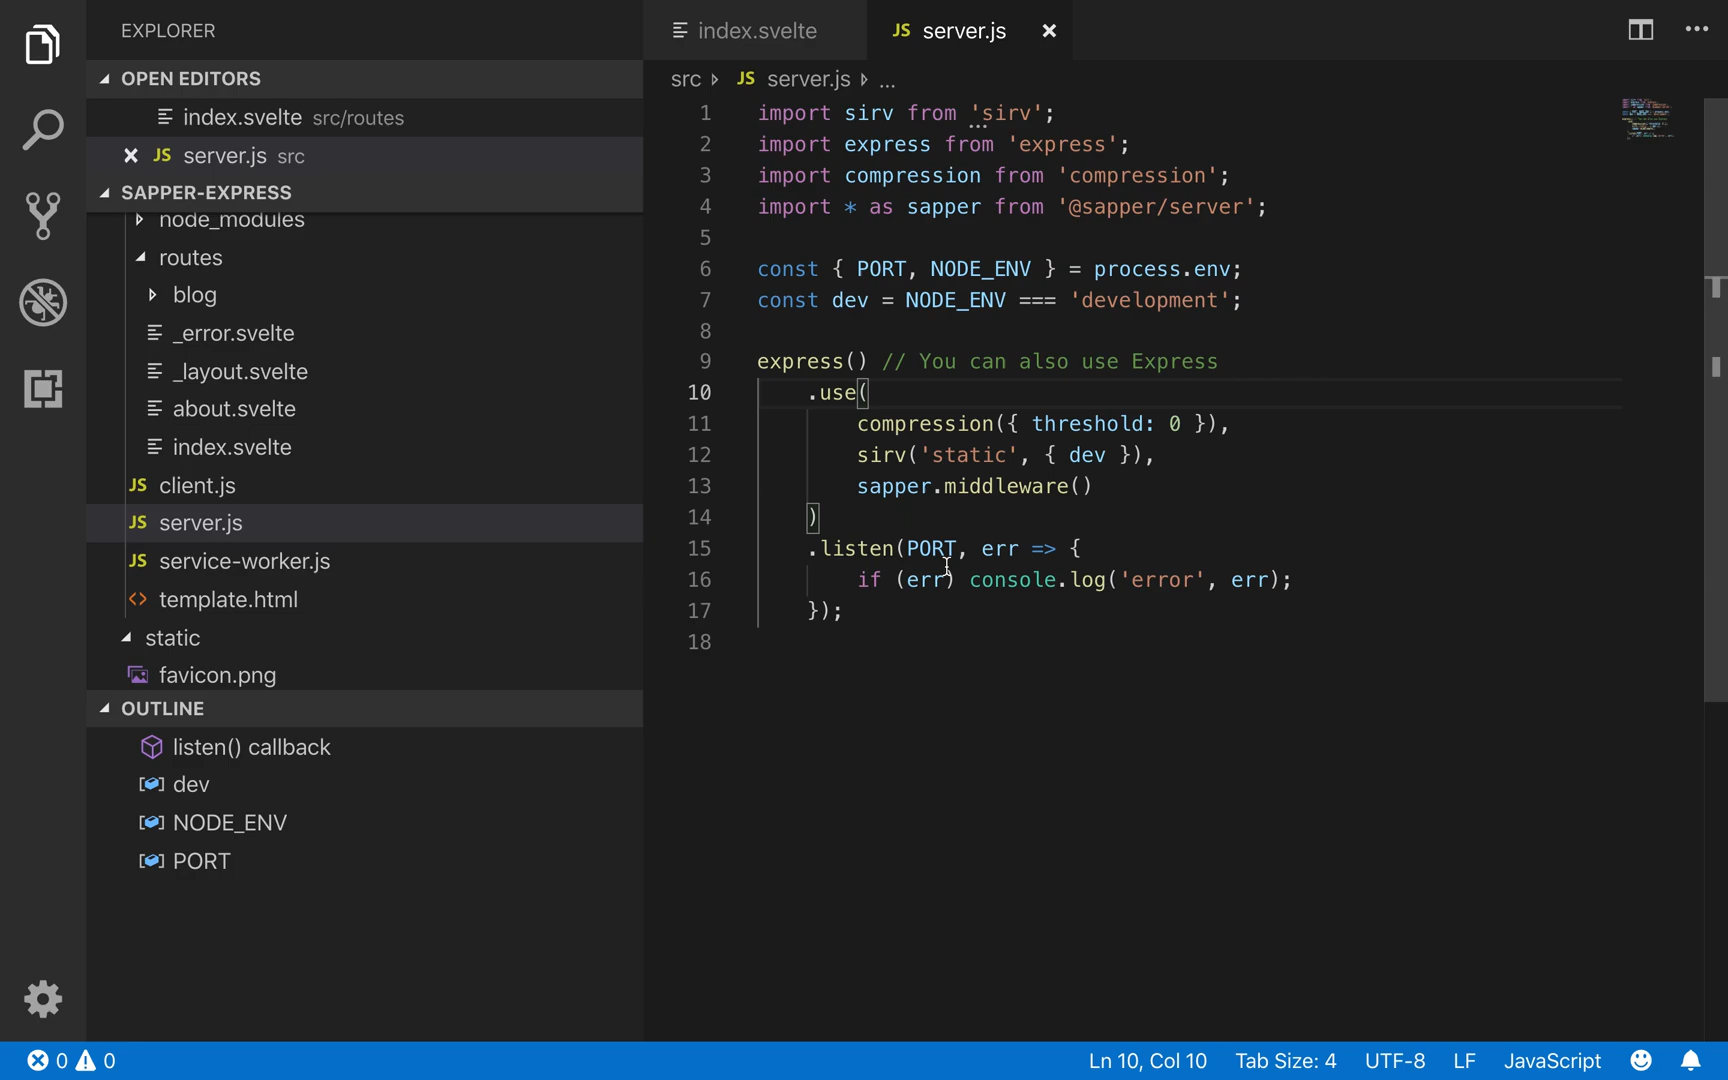 EXPLORER
OPEN EDITORS
index.svelte src/routes
JS server.js src
SAPPER-EXPRESS
node_modules
routes
blog
_error.svelte
_layout.svelte
about.svelte
index.svelte
JS client.js
JS server.js
JS service-worker.js
<> template.html
static
favicon.png
OUTLINE
listen() callback
dev
NODE_ENV
PORT
index.svelte
JS server.js
src JS server.js ...
1 import sirv from 'sirv';
2 import express from 'express';
3 import compression from 'compression';
4 import * as sapper from '@sapper/server';
5
6 const { PORT, NODE_ENV } = process.env;
7 const dev = NODE_ENV === 'development';
8
9 express() // You can also use Express
10 .use(
11 compression({ threshold: 0 }),
12 sirv('static', { dev }),
13 sapper.middleware()
14 )
15 .listen(PORT, err => {
16 if (err) console.log('error', err);
17 });
18
0 0 Ln 10, Col 10 Tab Size: 4 UTF-8 LF JavaScript